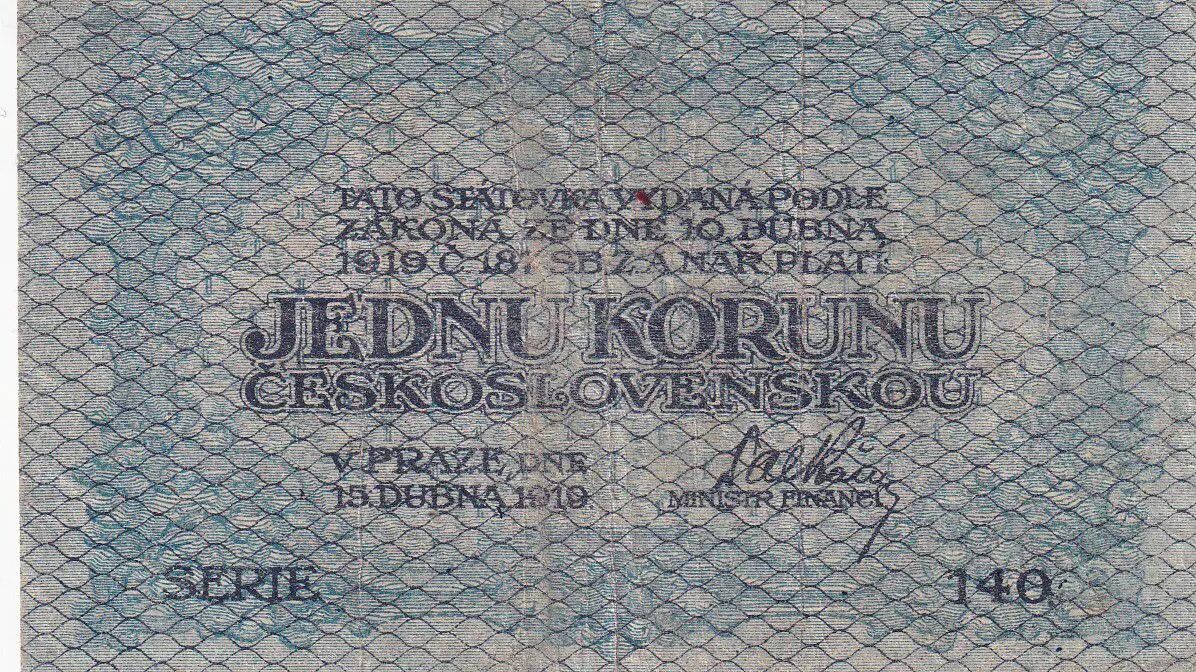 TATO STÁTOVKA VYDANÁ PODLE
ZÁKONA ZE DNE 10. DUBNA
1919 Č. 187 SB.Z.A NAŘ. PLATÍ
JEDNU KORUNU
ČESKOSLOVENSKOU
V PRAZE, DNE
15. DUBNA 1919.
MINISTR FINANCÍ
SERIE 140